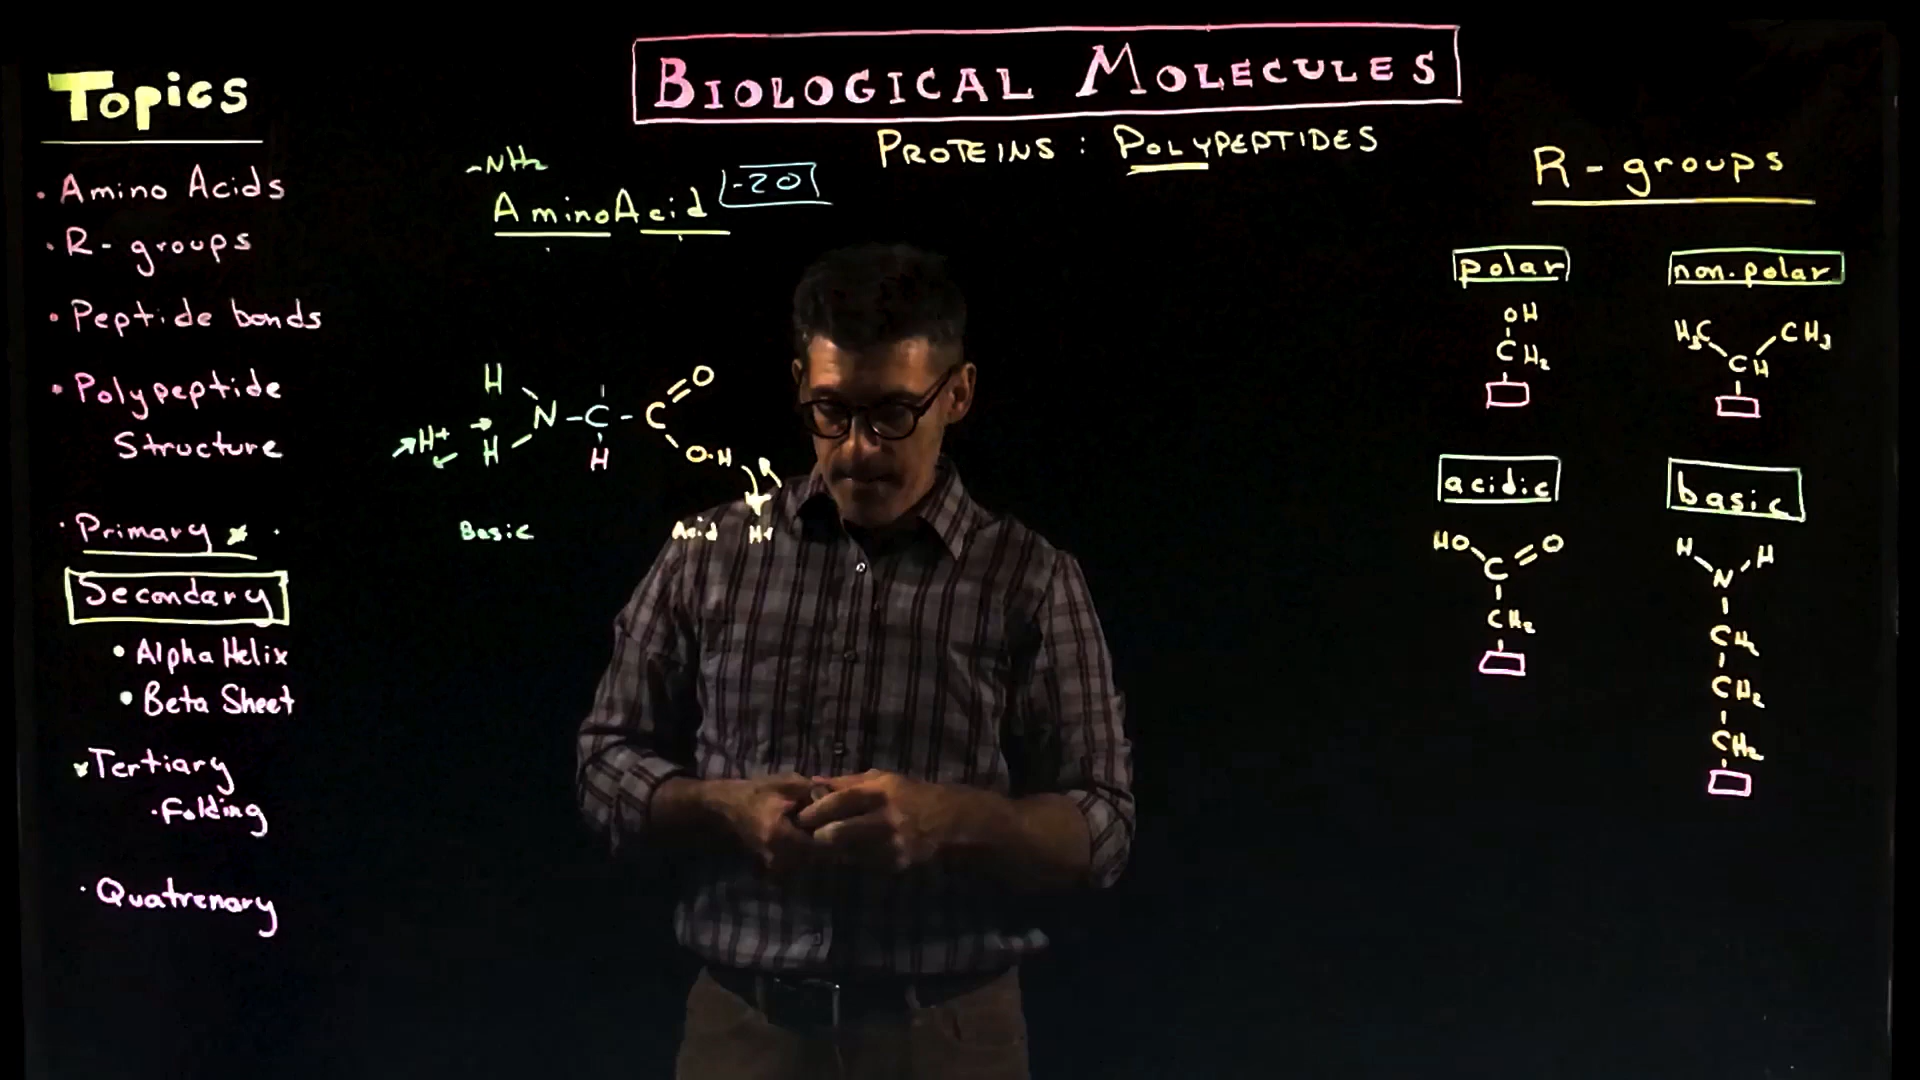 BIOLOGICAL MOLECULES
PROTEINS: POLYPEPTIDES
Topics
• Amino Acids
• R-groups
• Peptide bonds
• Polypeptide
Structure
• Primary
Secondary
• Alpha Helix
• Beta Sheet
Tertiary
• Folding
• Quatrenary
-NH2
AminoAcid
-20
H
N-C-C
O
H+
H
H
O-H
Basic
Acid
H+
R-groups
polar
OH
CH2
non-polar
H3C
CH3
CH
acidic
HO
O
C
CH2
basic
H
H
N
CH2
CH2
CH2